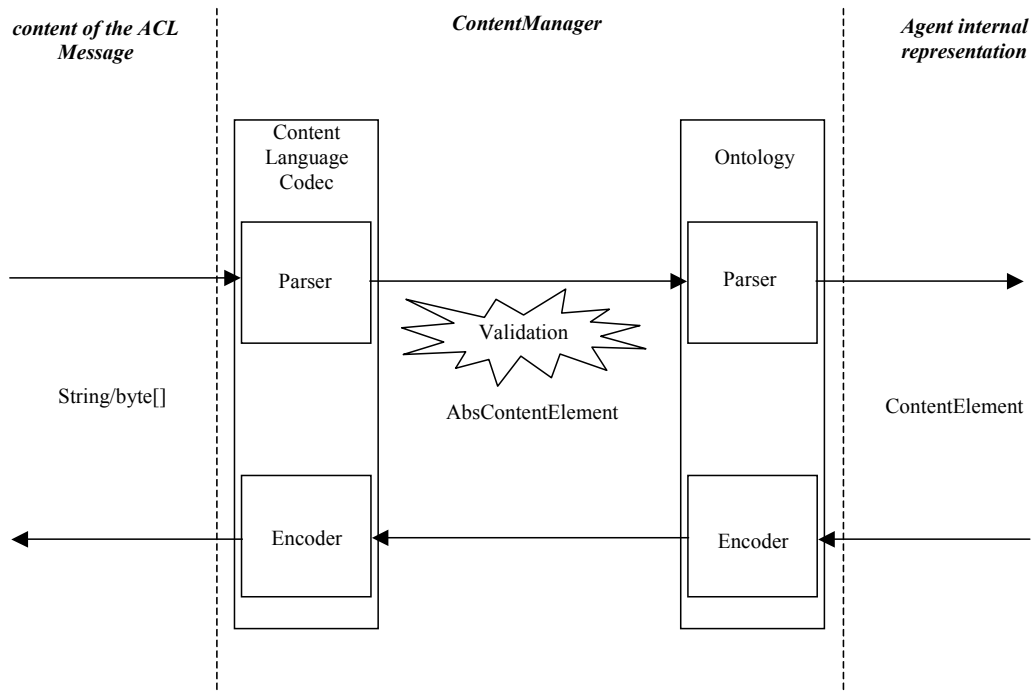 content of the ACL
Message
ContentManager
Agent internal
representation
Content
Language
Codec
Ontology
Parser
Parser
Validation
String/byte[]
AbsContentElement
ContentElement
Encoder
Encoder